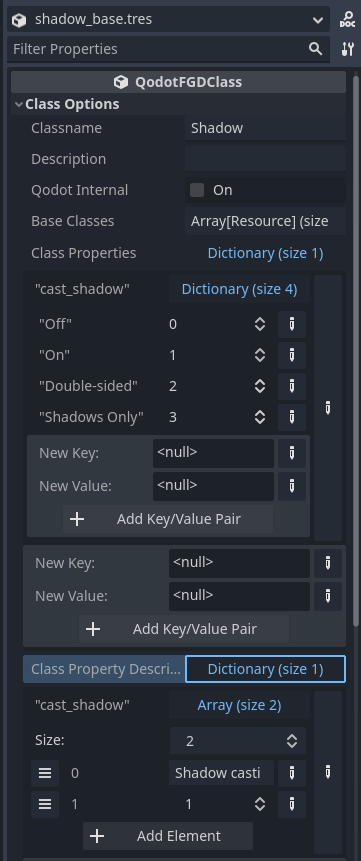 shadow_base.tres
DOC
Filter Properties
QodotFGDClass
Class Options
Classname Shadow
Description
Qodot Internal On
Base Classes Array[Resource] (size
Class Properties Dictionary (size 1)
"cast_shadow" Dictionary (size 4)
"Off" 0
"On" 1
"Double-sided" 2
"Shadows Only" 3
New Key: <null>
New Value: <null>
Add Key/Value Pair
New Key: <null>
New Value: <null>
Add Key/Value Pair
Class Property Descri... Dictionary (size 1)
"cast_shadow" Array (size 2)
Size: 2
0 Shadow casti
1 1
Add Element